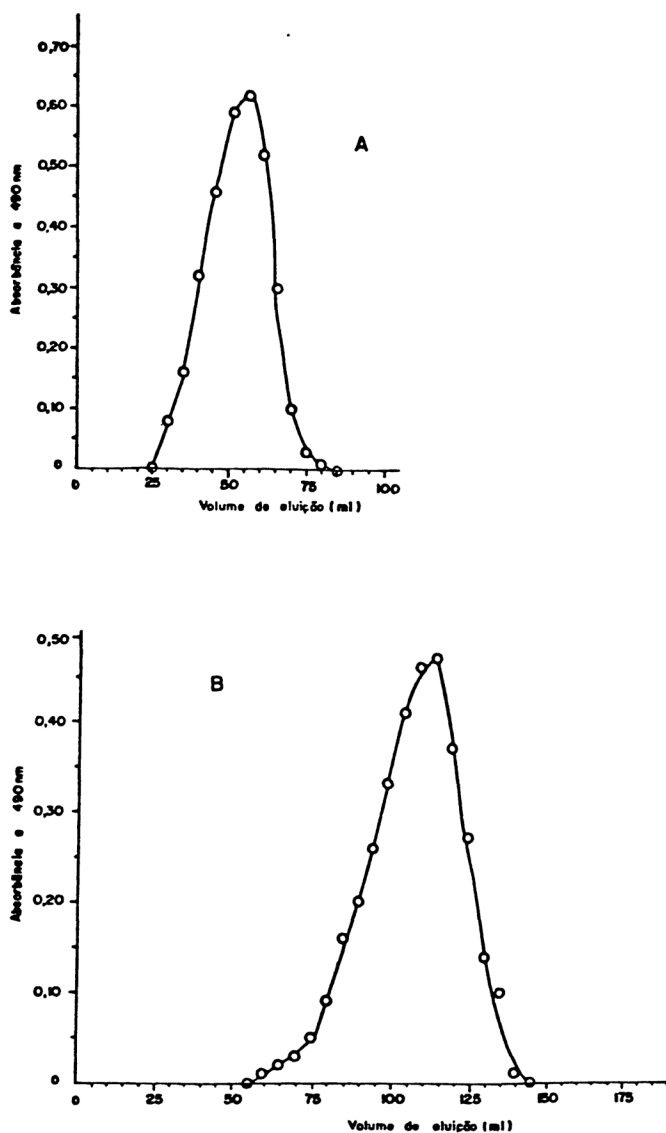 0,70
0,60
0,50
0,40
0,30
0,20
0,10
0
Absorbância a 490 nm
A
0 25 50 75 100
Volume de eluição (ml)
0,50
0,40
0,30
0,20
0,10
0
Absorbância a 490 nm
B
0 25 50 75 100 125 150 175
Volume de eluição (ml)